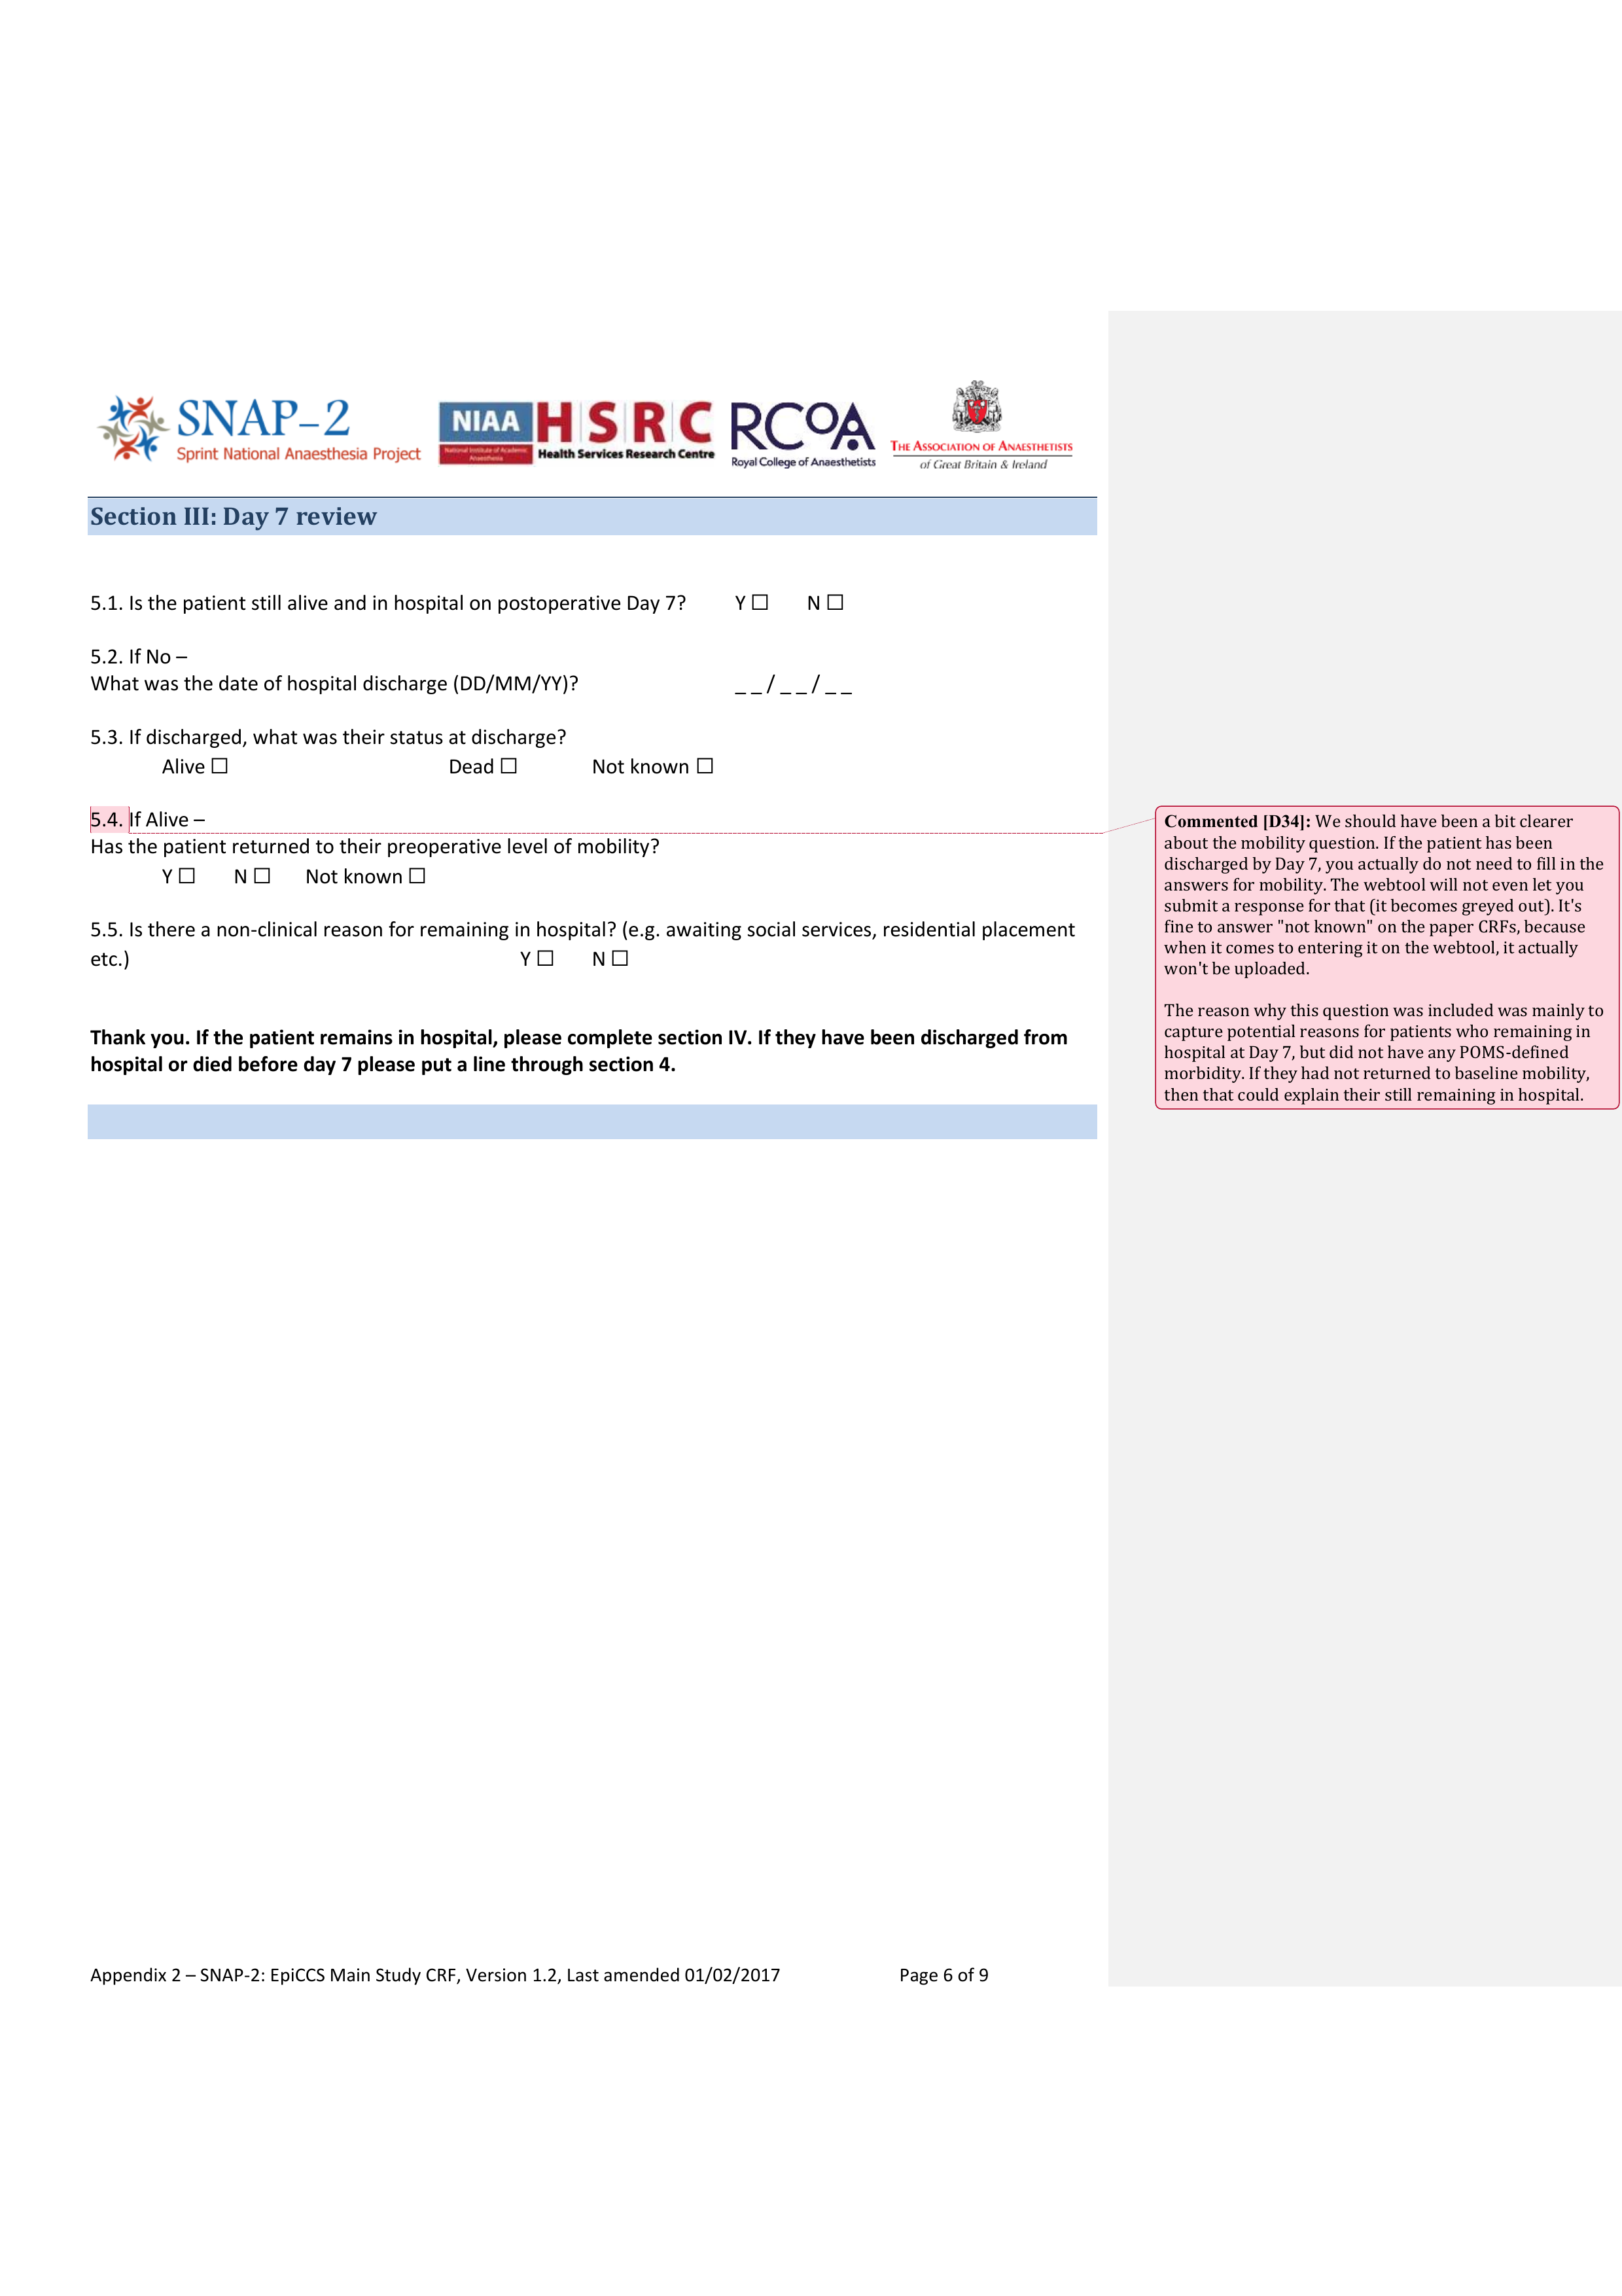 SNAP-2
Sprint National Anaesthesia Project
NIAA
National Institute of Academic
Anaesthesia
HSRC
Health Services Research Centre
RCOA
Royal College of Anaesthetists
THE ASSOCIATION OF ANAESTHETISTS
of Great Britain & Ireland
Section III: Day 7 review
5.1. Is the patient still alive and in hospital on postoperative Day 7? Y ☐ N ☐
5.2. If No –
What was the date of hospital discharge (DD/MM/YY)? _ _ / _ _ / _ _
5.3. If discharged, what was their status at discharge?
Alive ☐ Dead ☐ Not known ☐
5.4. If Alive –
Has the patient returned to their preoperative level of mobility?
Y ☐ N ☐ Not known ☐
5.5. Is there a non-clinical reason for remaining in hospital? (e.g. awaiting social services, residential placement
etc.) Y ☐ N ☐
Thank you. If the patient remains in hospital, please complete section IV. If they have been discharged from
hospital or died before day 7 please put a line through section 4.
Commented [D34]: We should have been a bit clearer
about the mobility question. If the patient has been
discharged by Day 7, you actually do not need to fill in the
answers for mobility. The webtool will not even let you
submit a response for that (it becomes greyed out). It's
fine to answer "not known" on the paper CRFs, because
when it comes to entering it on the webtool, it actually
won't be uploaded.
The reason why this question was included was mainly to
capture potential reasons for patients who remaining in
hospital at Day 7, but did not have any POMS-defined
morbidity. If they had not returned to baseline mobility,
then that could explain their still remaining in hospital.
Appendix 2 – SNAP-2: EpiCCS Main Study CRF, Version 1.2, Last amended 01/02/2017 Page 6 of 9